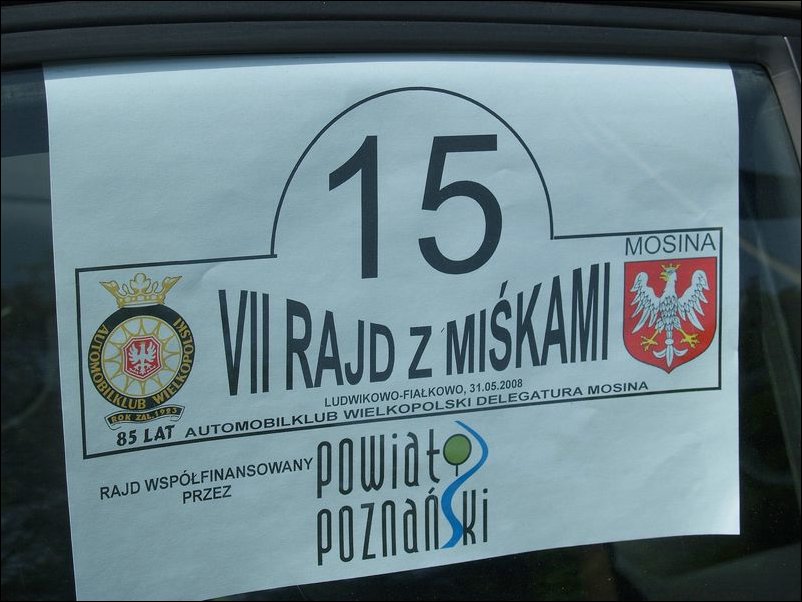 15
MOSINA
VII RAJD Z MIŚKAMI
LUDWIKOWO-FIAŁKOWO, 31.05.2008
AUTOMOBILKLUB WIELKOPOLSKI DELEGATURA MOSINA
AUTOMOBILKLUB WIELKOPOLSKI
ROK ZAŁ. 1923
85 LAT
RAJD WSPÓŁFINANSOWANY
PRZEZ
powiat
poznański